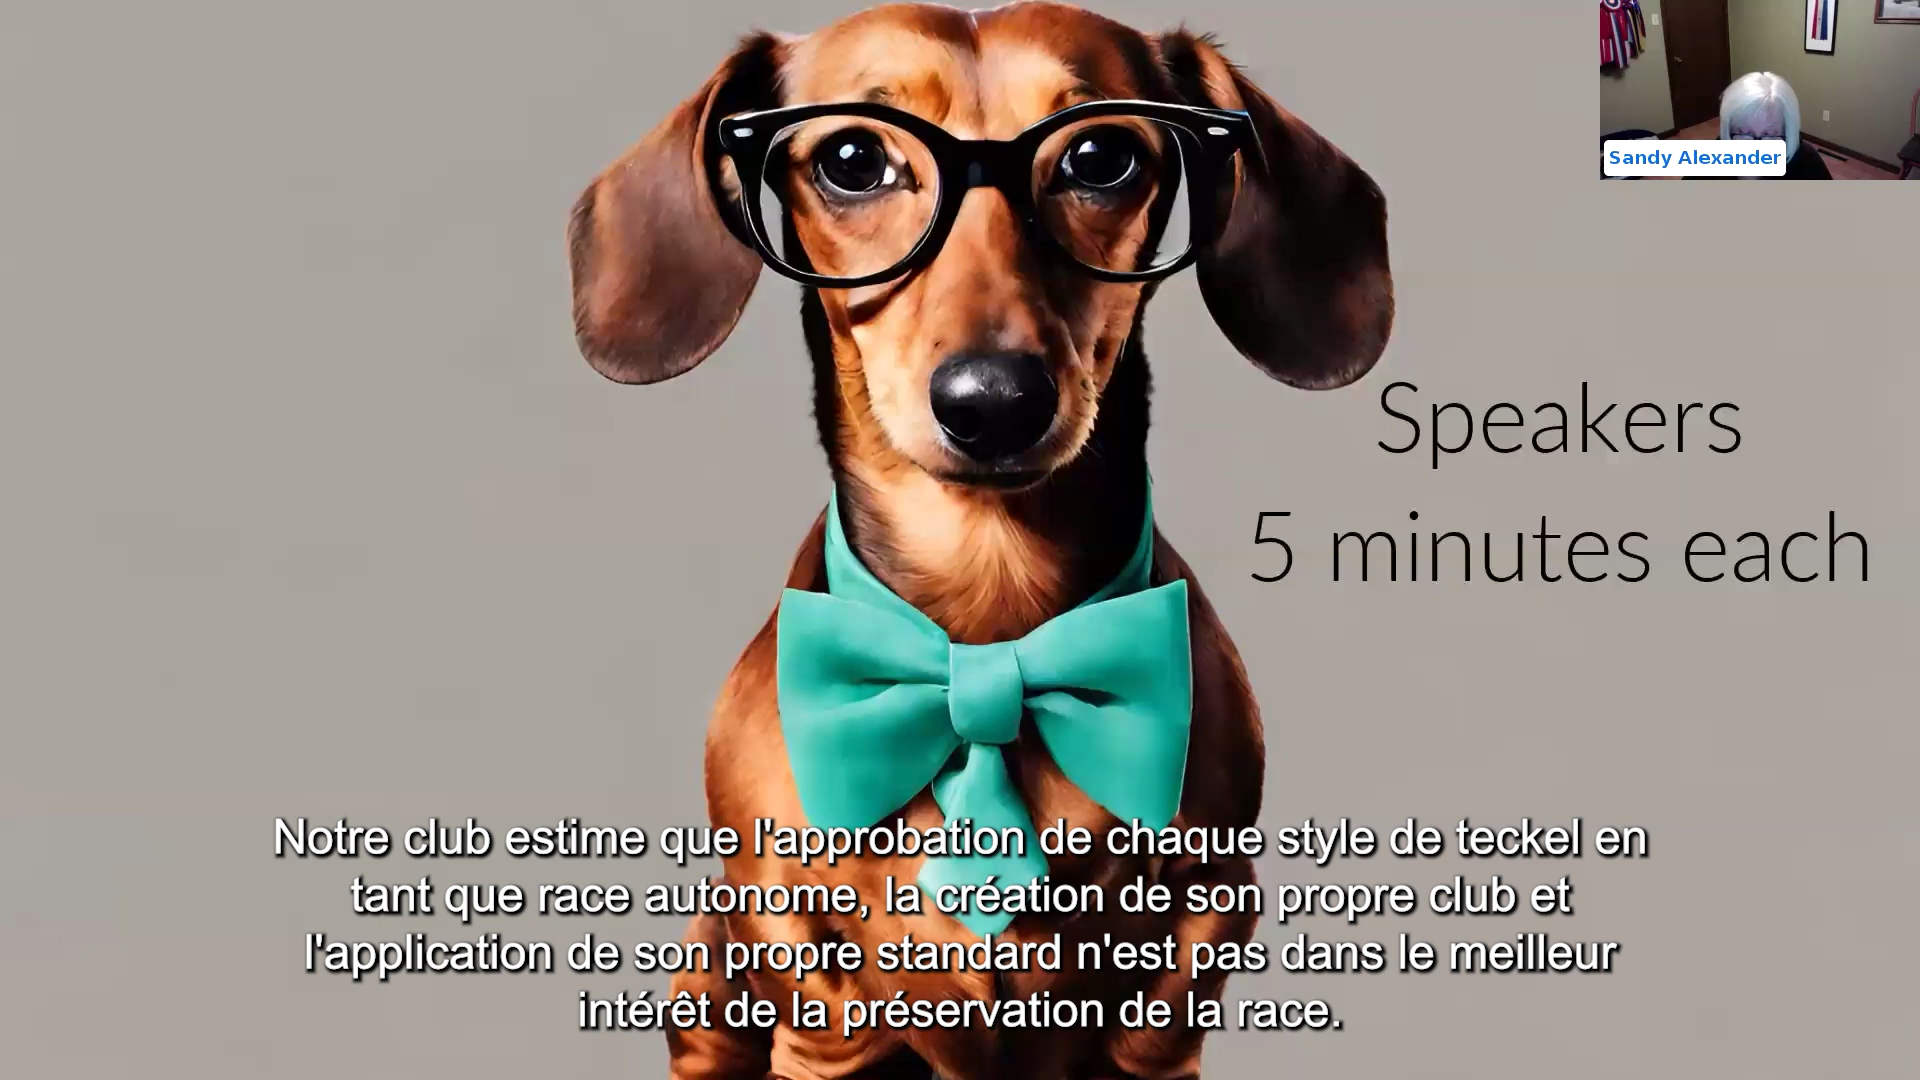 Sandy Alexander
Speakers
5 minutes each
Notre club estime que l'approbation de chaque style de teckel en
tant que race autonome, la création de son propre club et
l'application de son propre standard n'est pas dans le meilleur
intérêt de la préservation de la race.